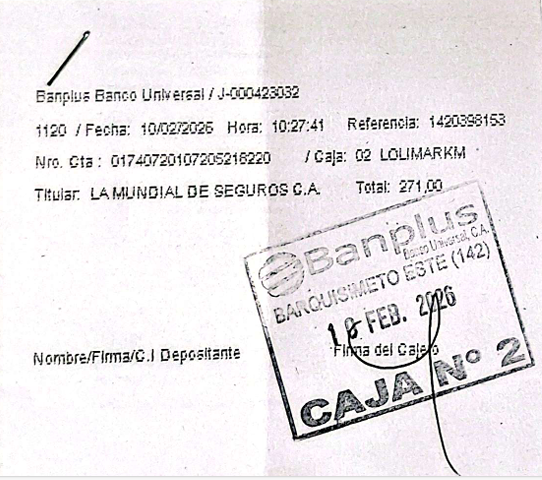 Banplus Banco Universal / J-000423032
1120 / Fecha: 10/02/2026 Hora: 10:27:41 Referencia: 1420398153
Nro. Cta : 01740720107205216220 / Caja: 02 LOLIMARKM
Titular: LA MUNDIAL DE SEGUROS C.A. Total: 271,00
Banplus
Banco Universal, C.A.
BARQUISIMETO ESTE (142)
10 FEB. 2026
Nombre/Firma/C.I Depositante
Firma del Cajero
CAJA Nº 2